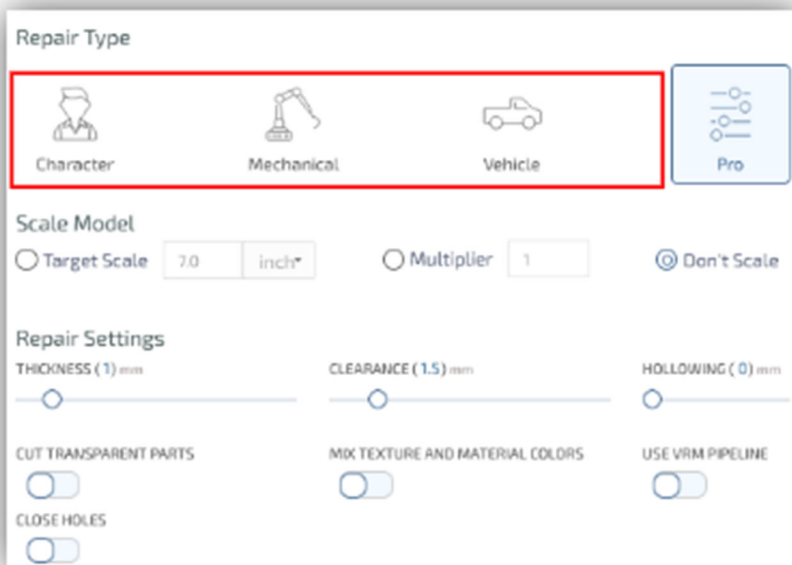 Repair Type
Character Mechanical Vehicle Pro
Scale Model
Target Scale 7.0 inch Multiplier 1 Don't Scale
Repair Settings
THICKNESS ( 1 ) mm CLEARANCE ( 1.5 ) mm HOLLOWING ( 0 ) mm
CUT TRANSPARENT PARTS MIX TEXTURE AND MATERIAL COLORS USE VRM PIPELINE
CLOSE HOLES